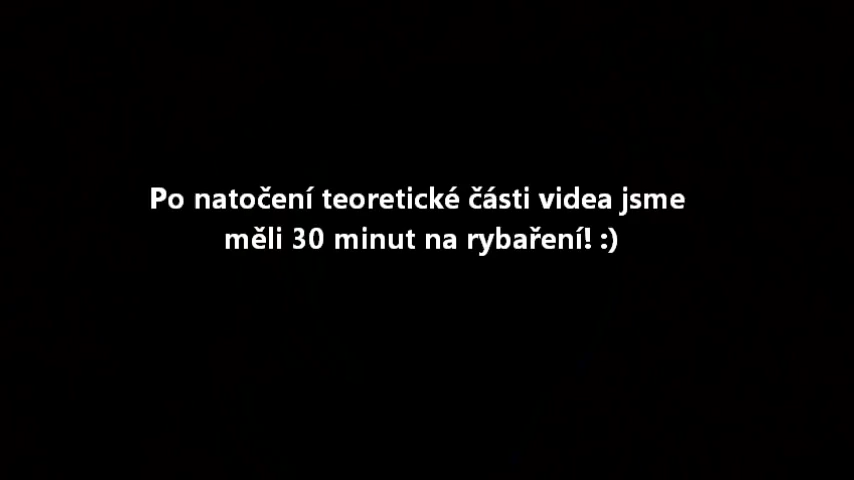 Po natočení teoretické části videa jsme
měli 30 minut na rybaření! :)